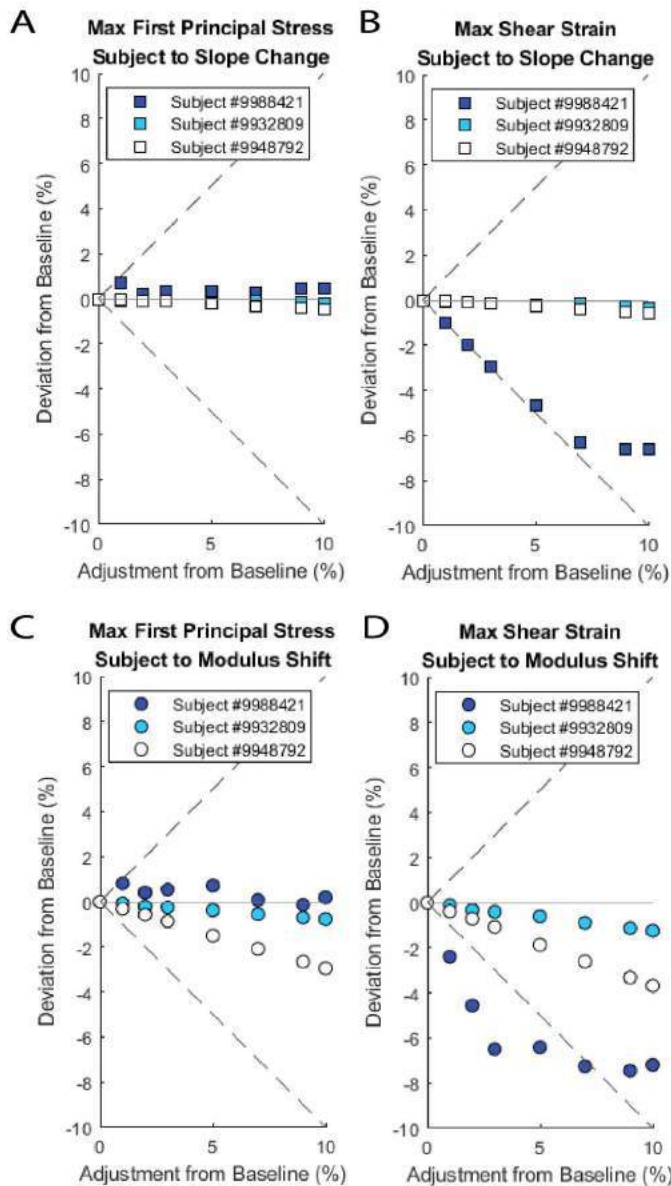 A
Max First Principal Stress
Subject to Slope Change
10
8
6
4
2
0
-2
-4
-6
-8
-10
Deviation from Baseline (%)
Subject #9988421
Subject #9932809
Subject #9948792
0
5
10
Adjustment from Baseline (%)
B
Max Shear Strain
Subject to Slope Change
10
8
6
4
2
0
-2
-4
-6
-8
-10
Deviation from Baseline (%)
Subject #9988421
Subject #9932809
Subject #9948792
0
5
10
Adjustment from Baseline (%)
C
Max First Principal Stress
Subject to Modulus Shift
10
8
6
4
2
0
-2
-4
-6
-8
-10
Deviation from Baseline (%)
Subject #9988421
Subject #9932809
Subject #9948792
0
5
10
Adjustment from Baseline (%)
D
Max Shear Strain
Subject to Modulus Shift
10
8
6
4
2
0
-2
-4
-6
-8
-10
Deviation from Baseline (%)
Subject #9988421
Subject #9932809
Subject #9948792
0
5
10
Adjustment from Baseline (%)